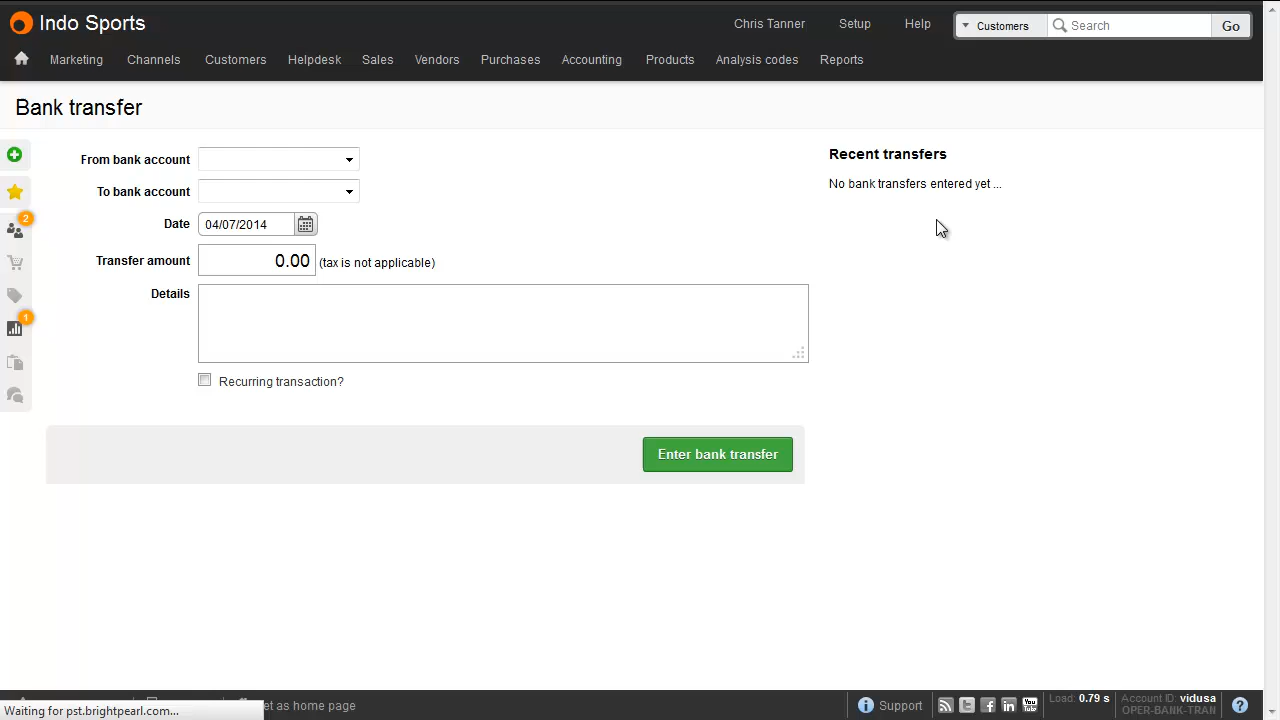 Indo Sports
Chris Tanner Setup Help Customers Search Go
Marketing Channels Customers Helpdesk Sales Vendors Purchases Accounting Products Analysis codes Reports
Bank transfer
From bank account
To bank account
Date 04/07/2014
Transfer amount 0.00 (tax is not applicable)
Details
Recurring transaction?
Enter bank transfer
Recent transfers
No bank transfers entered yet ...
2
1
Waiting for pst.brightpearl.com...
et as home page
Support
Load: 0.79 s
Account ID: vidusa
OPER-BANK-TRAN